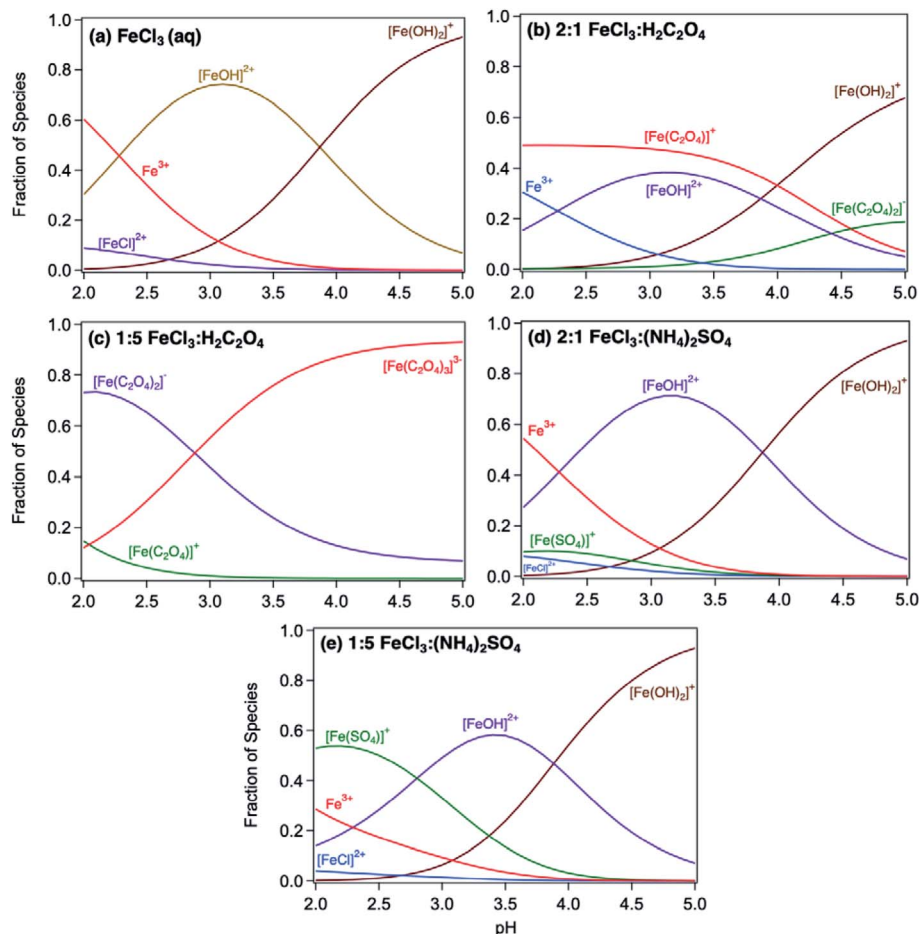 (a) FeCl₃ (aq)
[Fe(OH)₂]⁺
[FeOH]²⁺
Fe³⁺
[FeCl]²⁺
Fraction of Species
1.0
0.8
0.6
0.4
0.2
0.0
2.0 2.5 3.0 3.5 4.0 4.5 5.0
(b) 2:1 FeCl₃:H₂C₂O₄
[Fe(OH)₂]⁺
[Fe(C₂O₄)]⁺
Fe³⁺
[FeOH]²⁺
[Fe(C₂O₄)₂]⁻
1.0
0.8
0.6
0.4
0.2
0.0
2.0 2.5 3.0 3.5 4.0 4.5 5.0
(c) 1:5 FeCl₃:H₂C₂O₄
[Fe(C₂O₄)₃]³⁻
[Fe(C₂O₄)₂]⁻
[Fe(C₂O₄)]⁺
Fraction of Species
1.0
0.8
0.6
0.4
0.2
0.0
2.0 2.5 3.0 3.5 4.0 4.5 5.0
(d) 2:1 FeCl₃:(NH₄)₂SO₄
[FeOH]²⁺
[Fe(OH)₂]⁺
Fe³⁺
[Fe(SO₄)]⁺
[FeCl]²⁺
1.0
0.8
0.6
0.4
0.2
0.0
2.0 2.5 3.0 3.5 4.0 4.5 5.0
(e) 1:5 FeCl₃:(NH₄)₂SO₄
[Fe(OH)₂]⁺
[FeOH]²⁺
[Fe(SO₄)]⁺
Fe³⁺
[FeCl]²⁺
Fraction of Species
1.0
0.8
0.6
0.4
0.2
0.0
2.0 2.5 3.0 3.5 4.0 4.5 5.0
pH